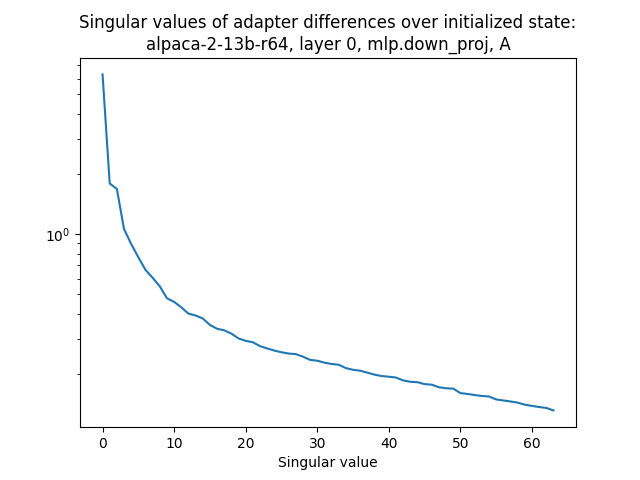 Singular values of adapter differences over initialized state:
alpaca-2-13b-r64, layer 0, mlp.down_proj, A
10⁰
0 10 20 30 40 50 60
Singular value